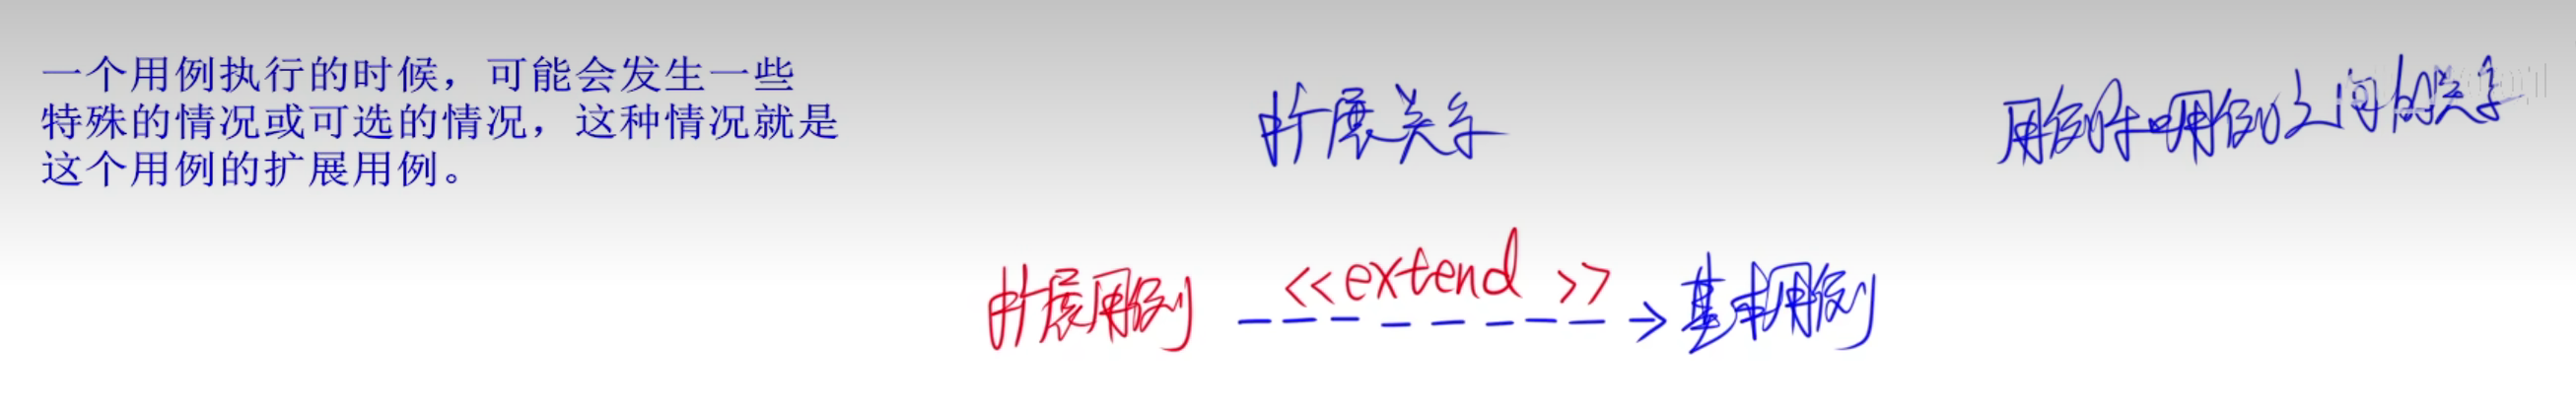 一个用例执行的时候，可能会发生一些
特殊的情况或可选的情况，这种情况就是
这个用例的扩展用例。
扩展关系
用例和用例之间的关系
扩展用例 <<extend>> 基本用例